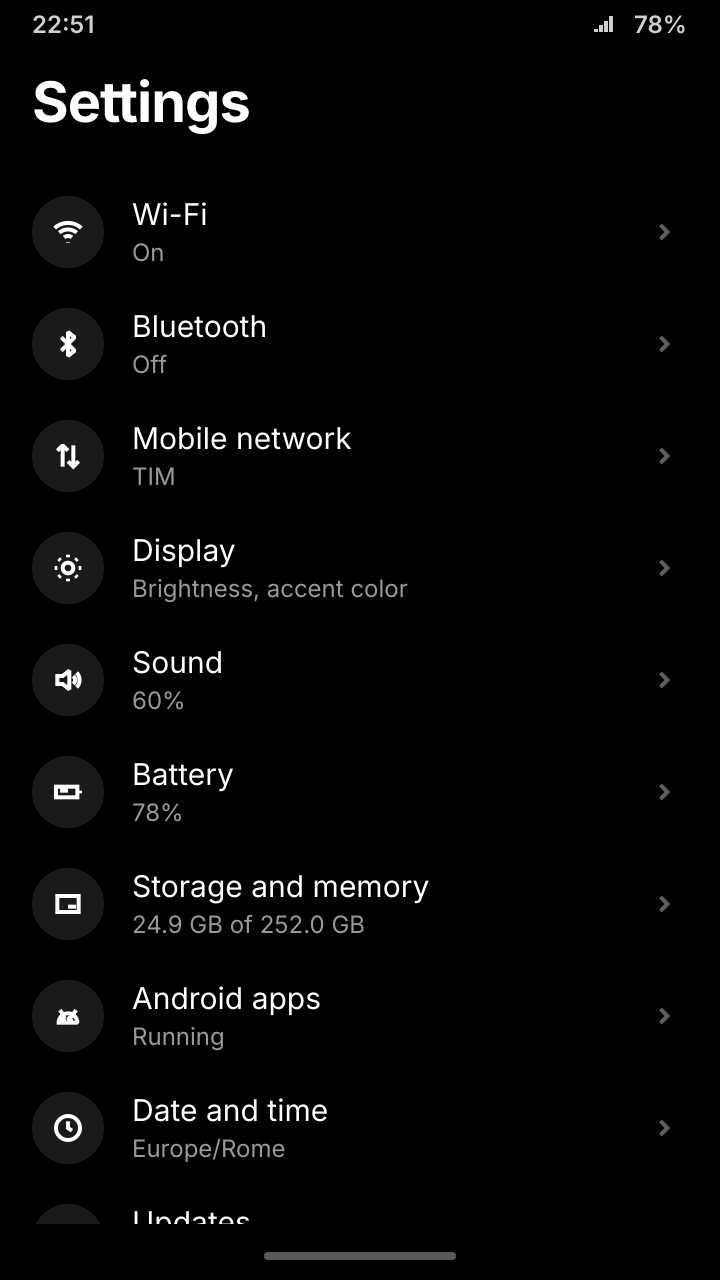 22:51
78%
Settings
Wi-Fi
On
Bluetooth
Off
Mobile network
TIM
Display
Brightness, accent color
Sound
60%
Battery
78%
Storage and memory
24.9 GB of 252.0 GB
Android apps
Running
Date and time
Europe/Rome
Updates